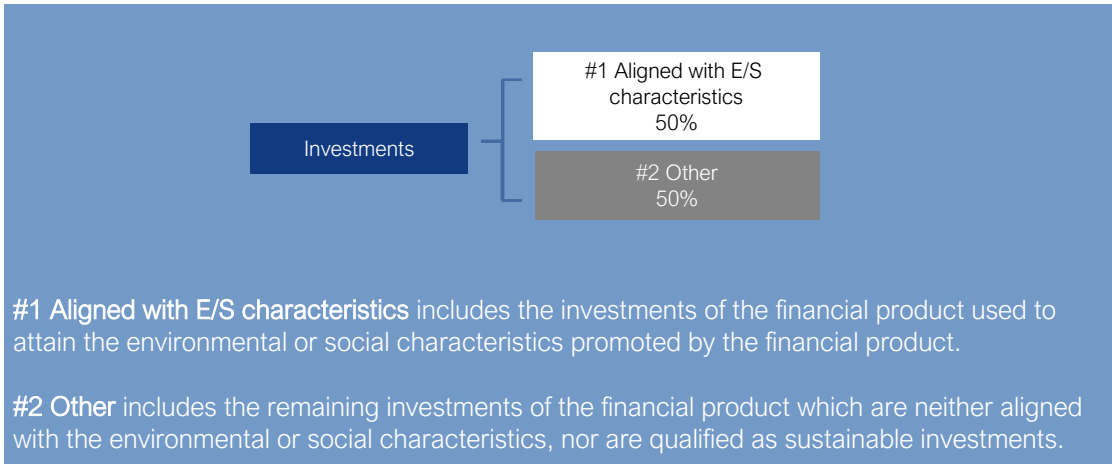 #1 Aligned with E/S
characteristics
50%
Investments
#2 Other
50%
#1 Aligned with E/S characteristics includes the investments of the financial product used to
attain the environmental or social characteristics promoted by the financial product.
#2 Other includes the remaining investments of the financial product which are neither aligned
with the environmental or social characteristics, nor are qualified as sustainable investments.